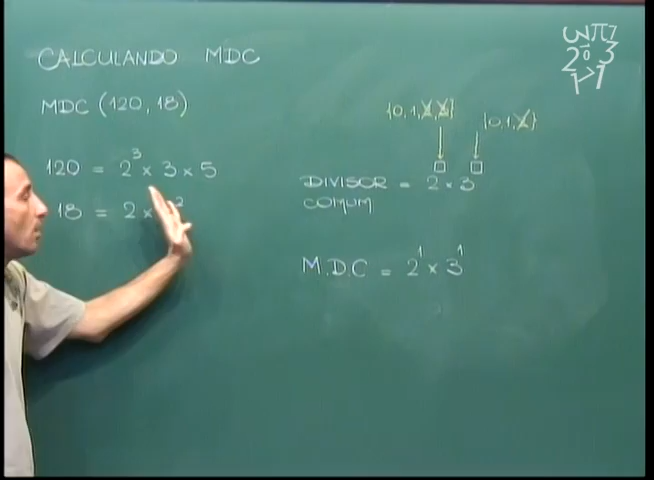 CALCULANDO MDC
MDC (120, 18)
120 = 2³ × 3 × 5
18 = 2 × ²
{0, 1, 2, 3}
{0, 1, 2}
DIVISOR = 2^□ × 3^□
COMUM
M.D.C = 2¹ × 3¹